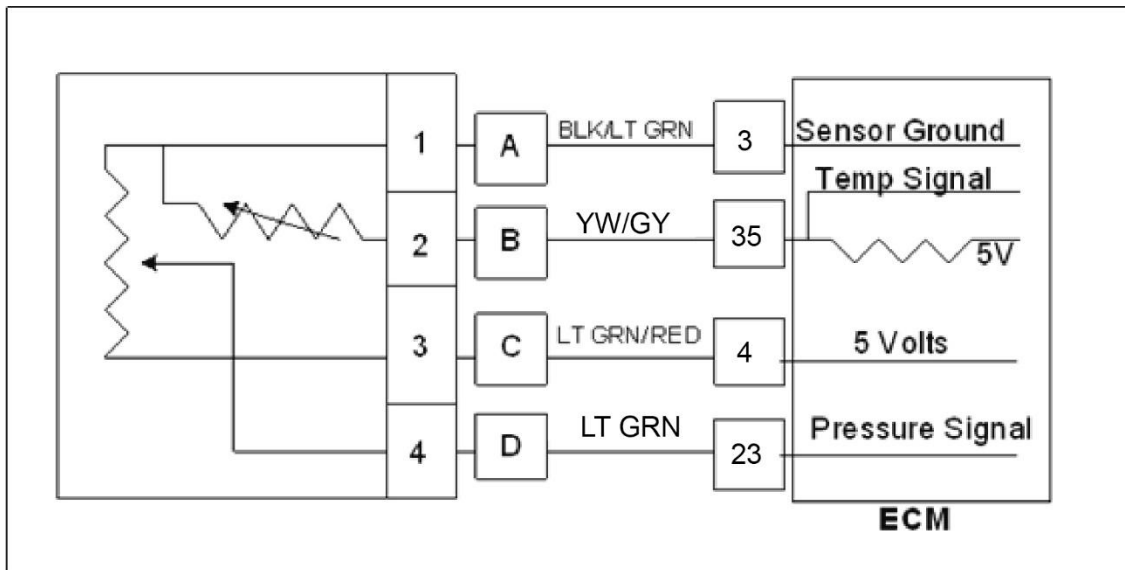 1 A BLK/LT GRN 3 Sensor Ground
Temp Signal
2 B YW/GY 35 5V
3 C LT GRN/RED 4 5 Volts
4 D LT GRN 23 Pressure Signal
ECM